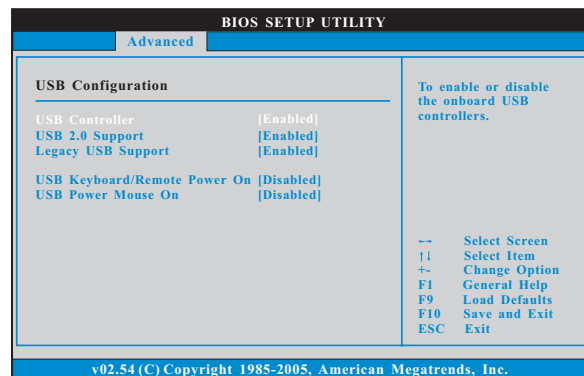 BIOS SETUP UTILITY
Advanced
USB Configuration
USB Controller [Enabled]
USB 2.0 Support [Enabled]
Legacy USB Support [Enabled]
USB Keyboard/Remote Power On [Disabled]
USB Power Mouse On [Disabled]
To enable or disable
the onboard USB
controllers.
←→ Select Screen
↑↓ Select Item
+- Change Option
F1 General Help
F9 Load Defaults
F10 Save and Exit
ESC Exit
v02.54 (C) Copyright 1985-2005, American Megatrends, Inc.